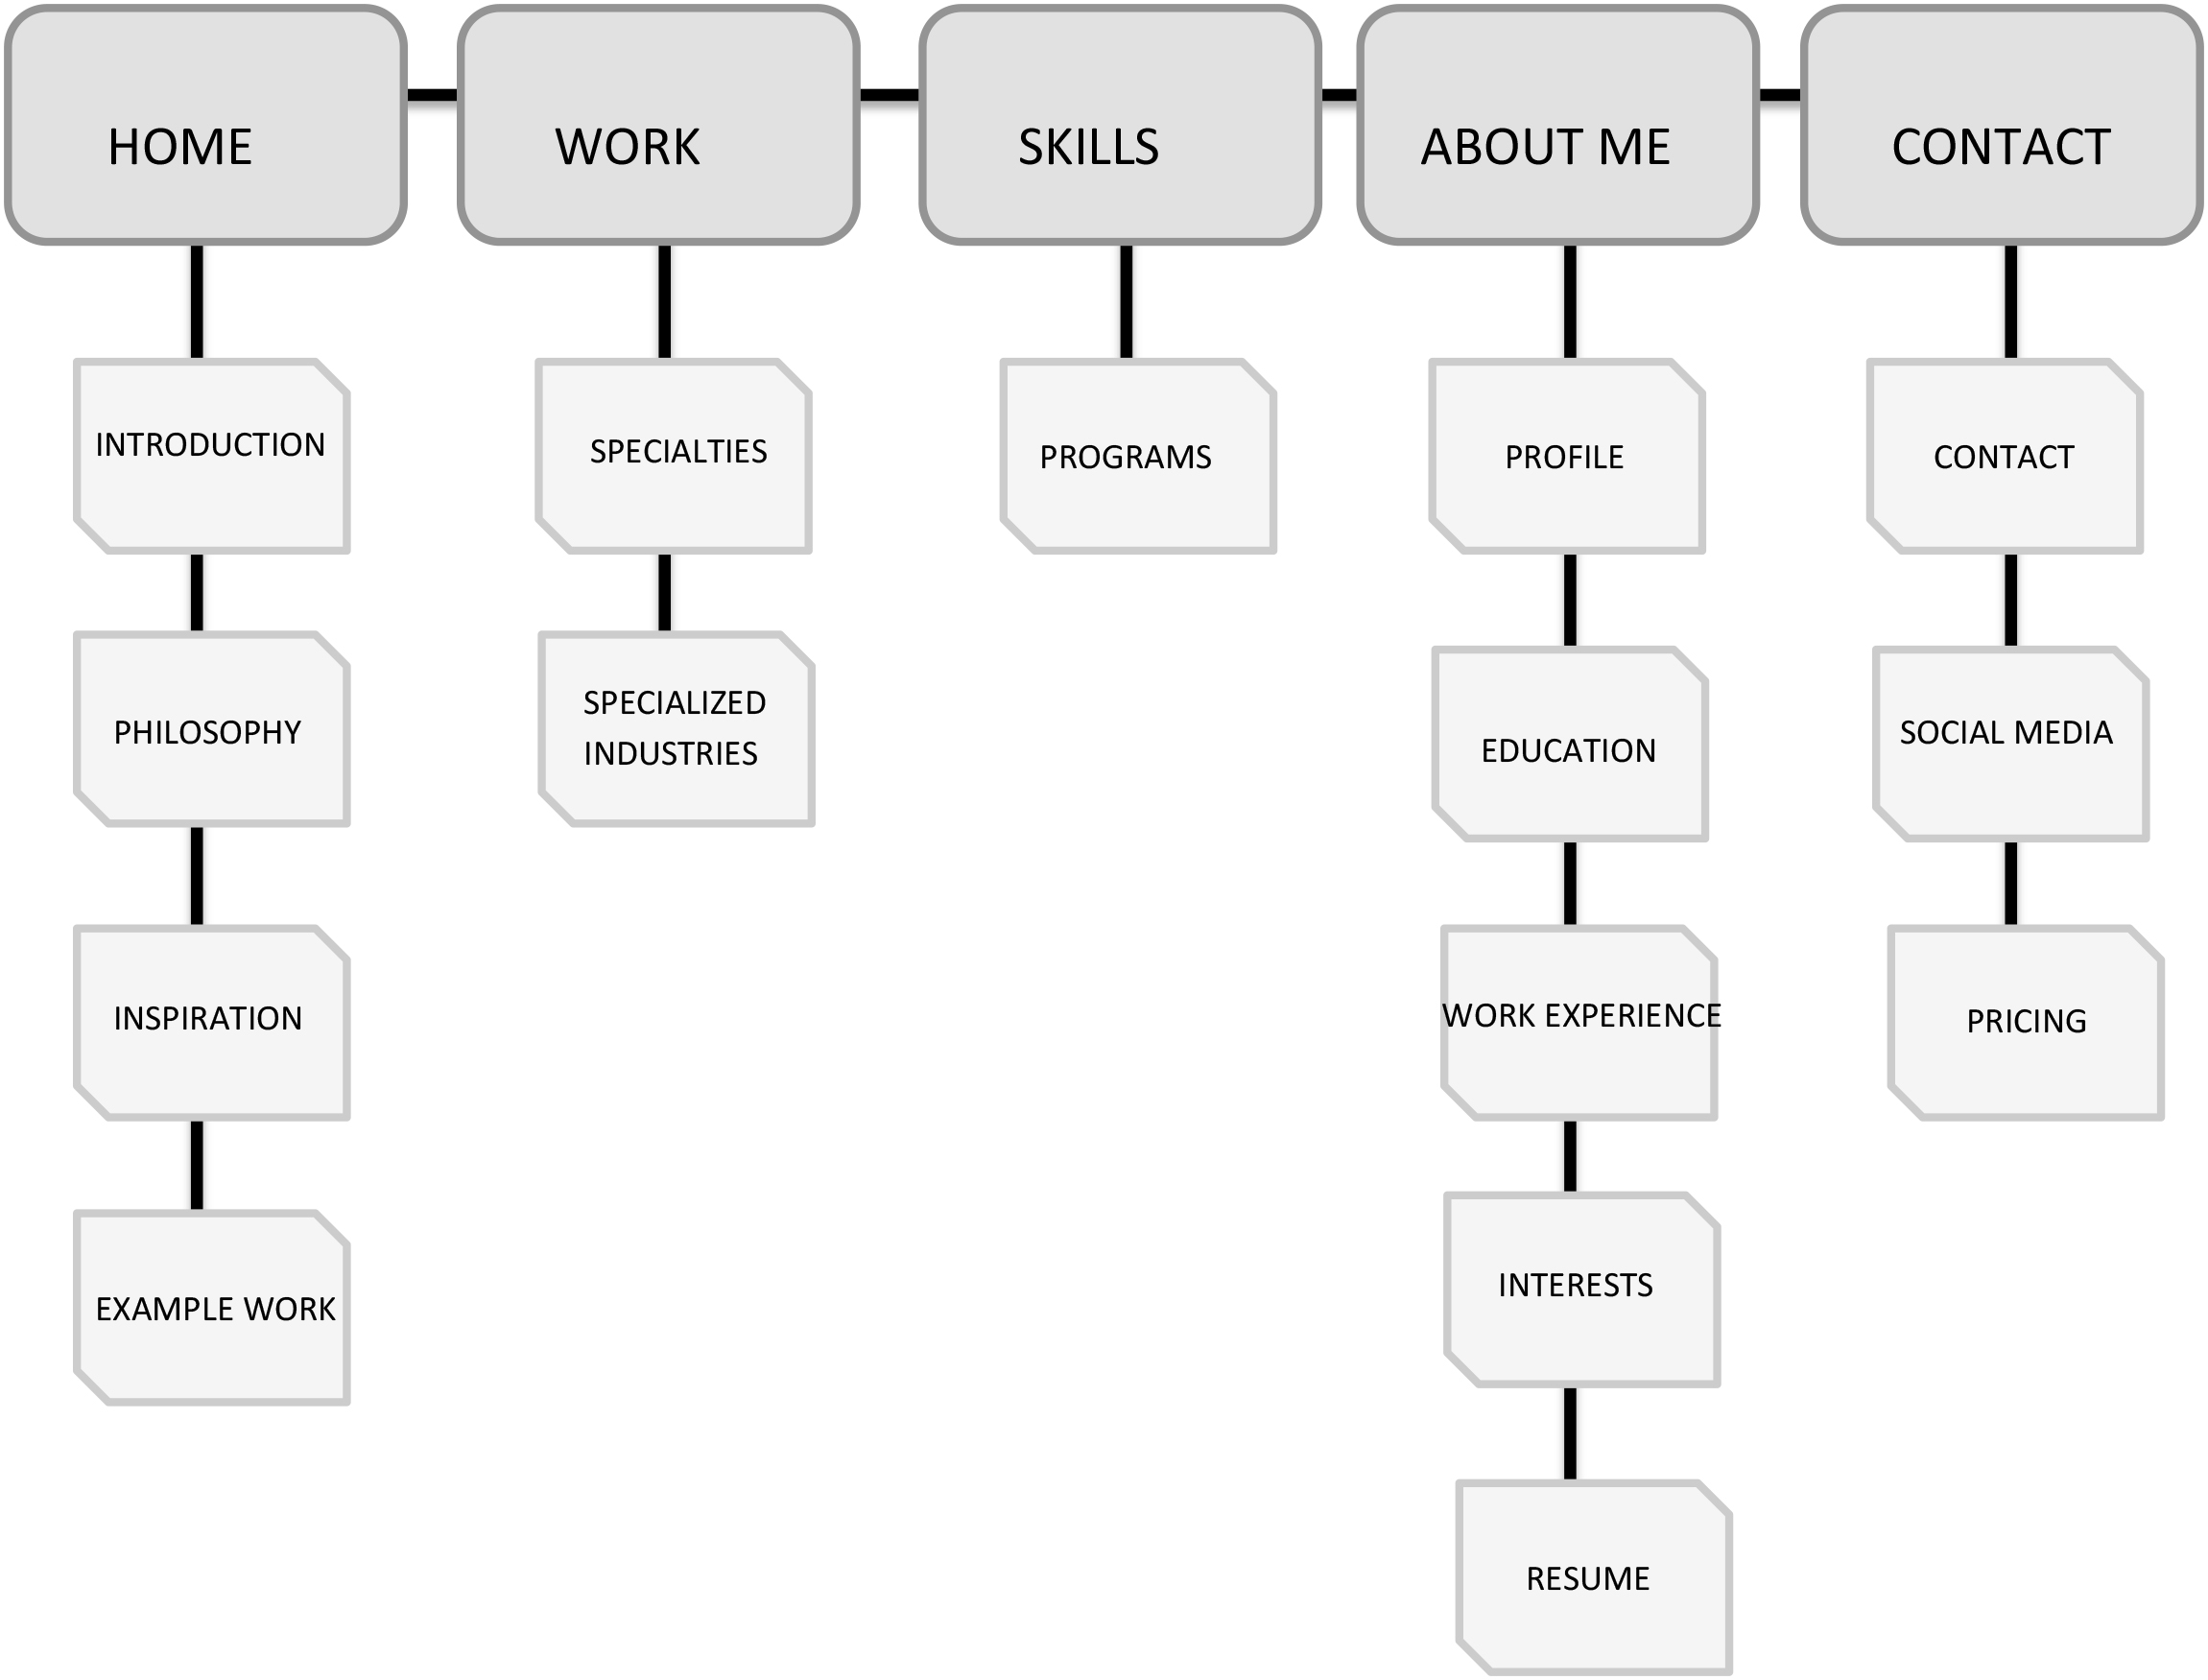 HOME
WORK
SKILLS
ABOUT ME
CONTACT
INTRODUCTION
PHILOSOPHY
INSPIRATION
EXAMPLE WORK
SPECIALTIES
SPECIALIZED
INDUSTRIES
PROGRAMS
PROFILE
EDUCATION
WORK EXPERIENCE
INTERESTS
RESUME
CONTACT
SOCIAL MEDIA
PRICING